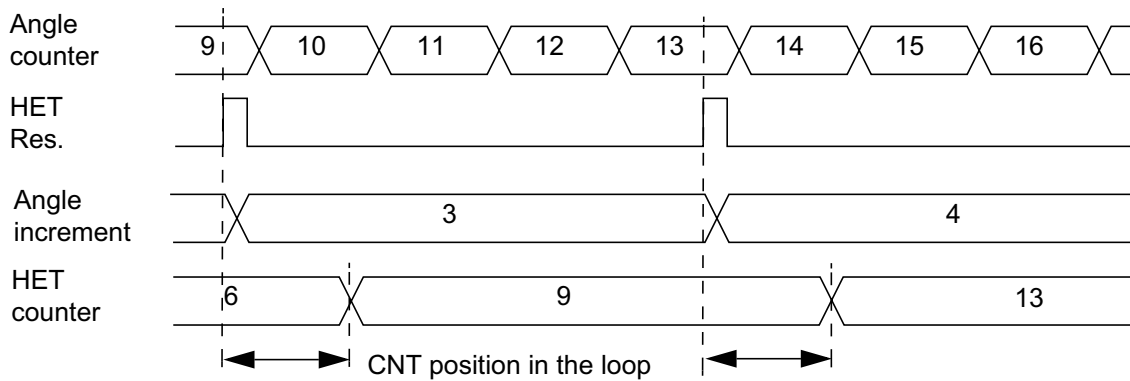 Angle
counter
9 10 11 12 13 14 15 16
HET
Res.
Angle
increment
3 4
HET
counter
6 9 13
CNT position in the loop